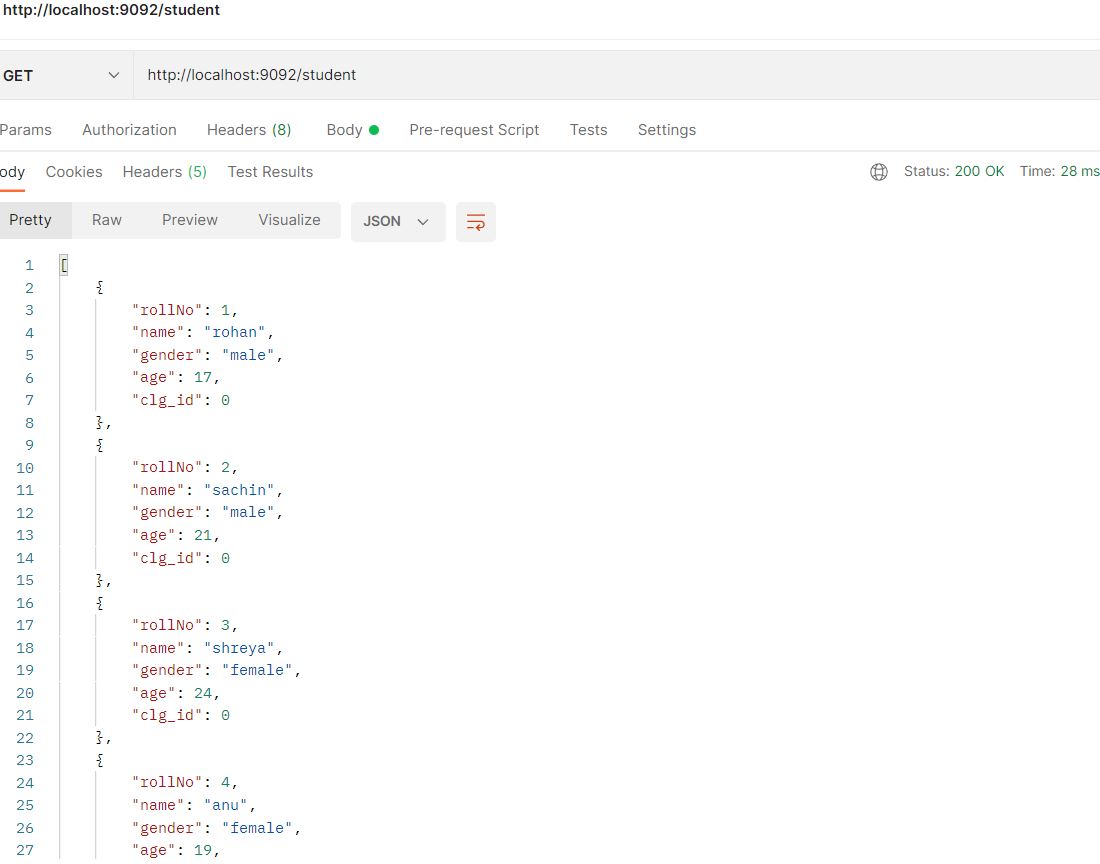 http://localhost:9092/student
GET http://localhost:9092/student
Params Authorization Headers (8) Body Pre-request Script Tests Settings
ody Cookies Headers (5) Test Results Status: 200 OK Time: 28 ms
Pretty Raw Preview Visualize JSON
1 [
2 {
3 "rollNo": 1,
4 "name": "rohan",
5 "gender": "male",
6 "age": 17,
7 "clg_id": 0
8 },
9 {
10 "rollNo": 2,
11 "name": "sachin",
12 "gender": "male",
13 "age": 21,
14 "clg_id": 0
15 },
16 {
17 "rollNo": 3,
18 "name": "shreya",
19 "gender": "female",
20 "age": 24,
21 "clg_id": 0
22 },
23 {
24 "rollNo": 4,
25 "name": "anu",
26 "gender": "female",
27 "age": 19,